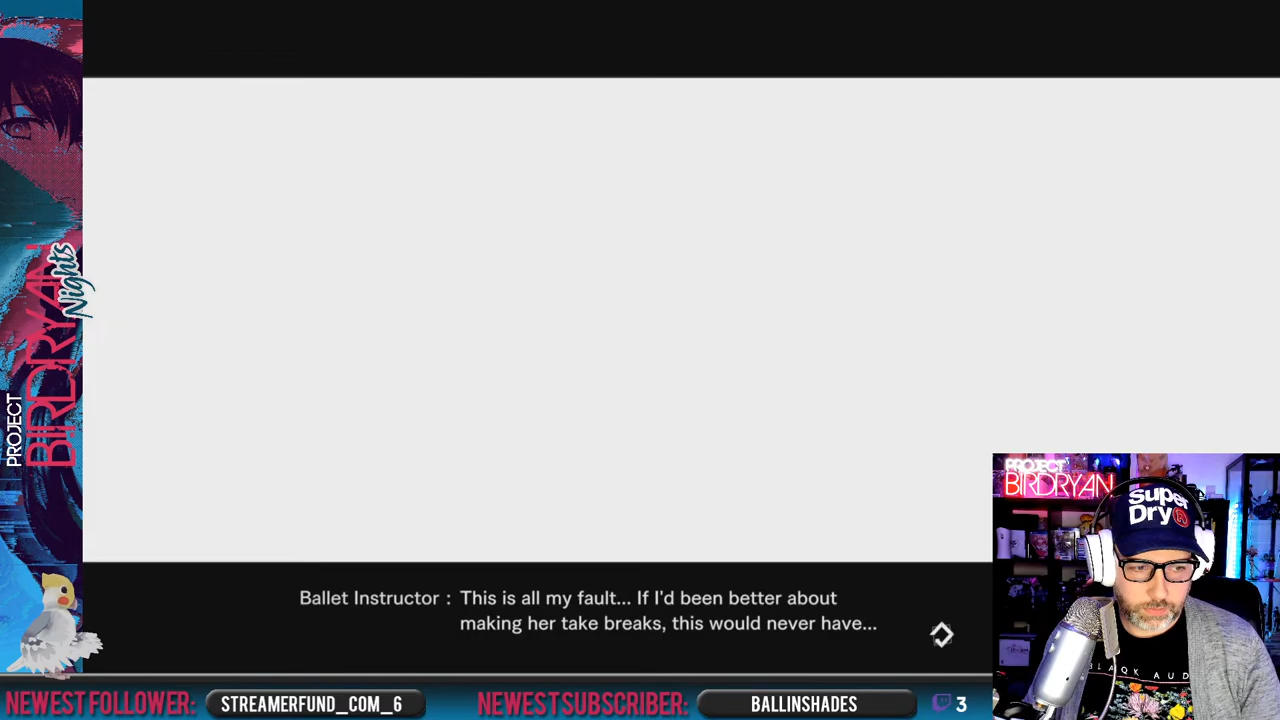 PROJECT
BIRDRYAN
Nights
PROJECT
BIRDRYAN
Super
Dry
Ballet Instructor : This is all my fault... If I'd been better about
making her take breaks, this would never have...
NEWEST FOLLOWER: STREAMERFUND_COM_6 NEWEST SUBSCRIBER: BALLINSHADES 3